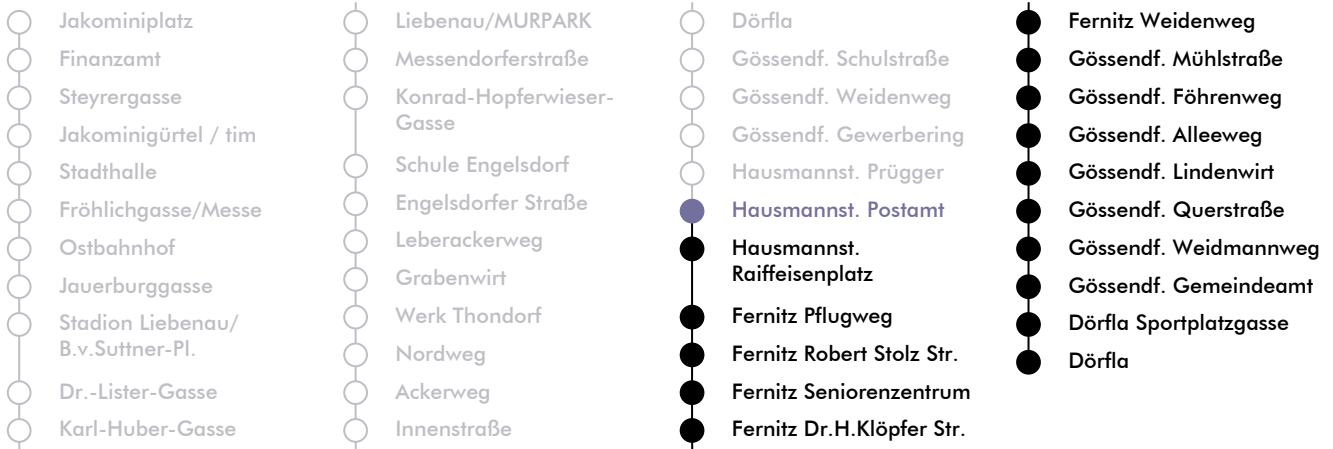 Jakominiplatz
Finanzamt
Steyrergasse
Jakominigürtel / tim
Stadthalle
Fröhlichgasse/Messe
Ostbahnhof
Jauerburggasse
Stadion Liebenau/
B.v.Suttner-Pl.
Dr.-Lister-Gasse
Karl-Huber-Gasse
Liebenau/MURPARK
Messendorferstraße
Konrad-Hopferwieser-
Gasse
Schule Engelsdorf
Engelsdorfer Straße
Leberackerweg
Grabenwirt
Werk Thondorf
Nordweg
Ackerweg
Innenstraße
Dörfla
Gössendf. Schulstraße
Gössendf. Weidenweg
Gössendf. Gewerbering
Hausmannst. Prügger
Hausmannst. Postamt
Hausmannst.
Raiffeisenplatz
Fernitz Pflugweg
Fernitz Robert Stolz Str.
Fernitz Seniorenzentrum
Fernitz Dr.H.Klöpfer Str.
Fernitz Weidenweg
Gössendf. Mühlstraße
Gössendf. Föhrenweg
Gössendf. Alleeweg
Gössendf. Lindenwirt
Gössendf. Querstraße
Gössendf. Weidmannweg
Gössendf. Gemeindeamt
Dörfla Sportplatzgasse
Dörfla